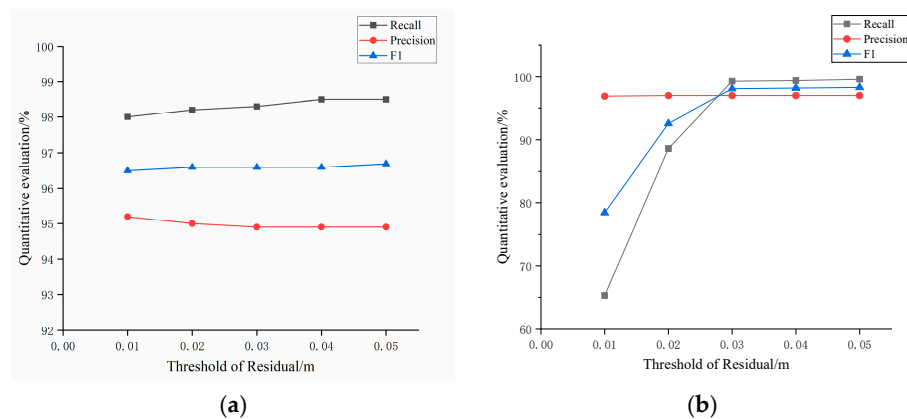 Recall
Precision
F1
100
99
98
97
96
95
94
93
92
0.00 0.01 0.02 0.03 0.04 0.05
Quantitative evaluation/%
Threshold of Residual/m
(a)
Recall
Precision
F1
100
90
80
70
60
0.00 0.01 0.02 0.03 0.04 0.05
Quantitative evaluation/%
Threshold of Residual/m
(b)